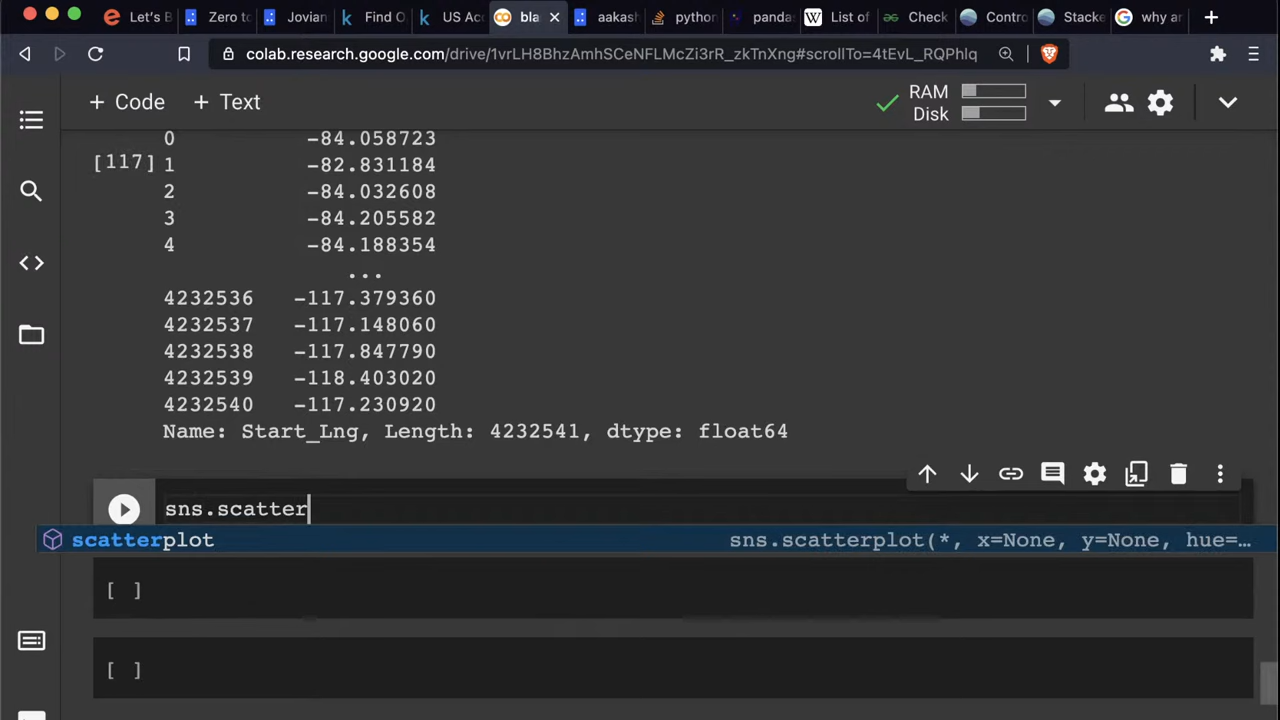 Let's B
Zero to
Jovian
Find O
US Acc
bla
aakash
python
panda
List of
Check
Contro
Stacke
why ar
colab.research.google.com/drive/1vrLH8BhzAmhSCeNFLMcZi3rR_zkTnXng#scrollTo=4tEvL_RQPhlq
+ Code + Text
RAM
Disk
0 -84.058723
[117] 1 -82.831184
2 -84.032608
3 -84.205582
4 -84.188354
...
4232536 -117.379360
4232537 -117.148060
4232538 -117.847790
4232539 -118.403020
4232540 -117.230920
Name: Start_Lng, Length: 4232541, dtype: float64
sns.scatter
scatterplot sns.scatterplot(*, x=None, y=None, hue=…
[ ]
[ ]